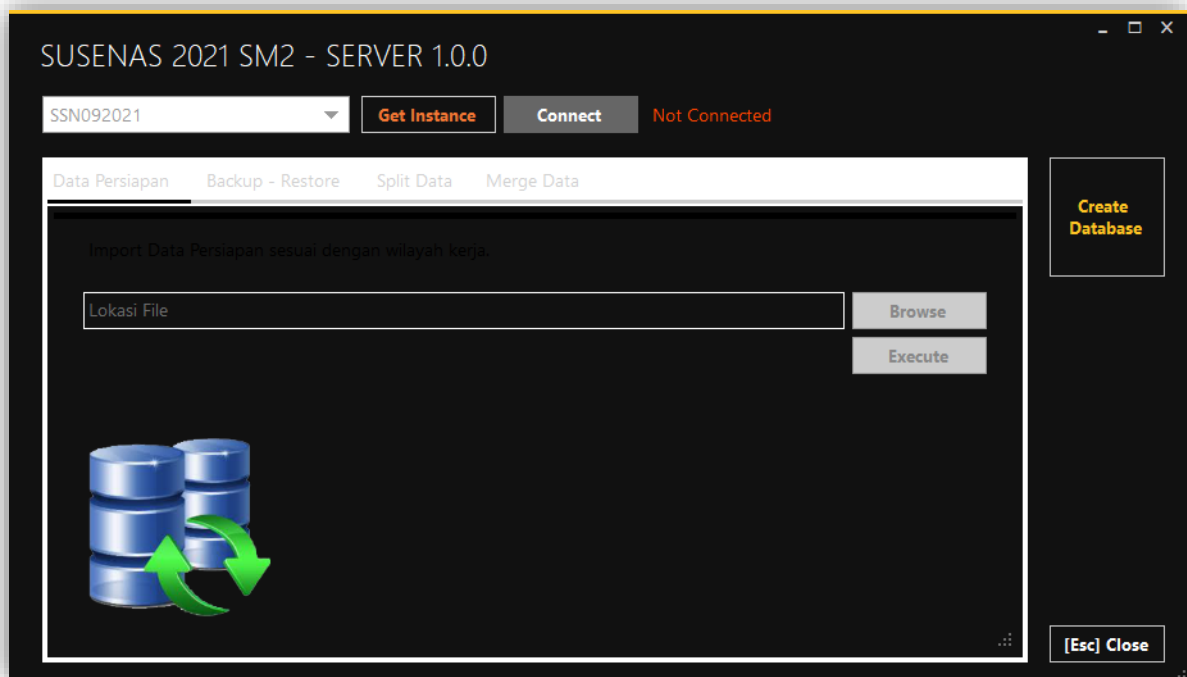 SUSENAS 2021 SM2 - SERVER 1.0.0
SSN092021 Get Instance Connect Not Connected
Data Persiapan Backup - Restore Split Data Merge Data
Create
Database
Import Data Persiapan sesuai dengan wilayah kerja.
Lokasi File Browse
Execute
[Esc] Close